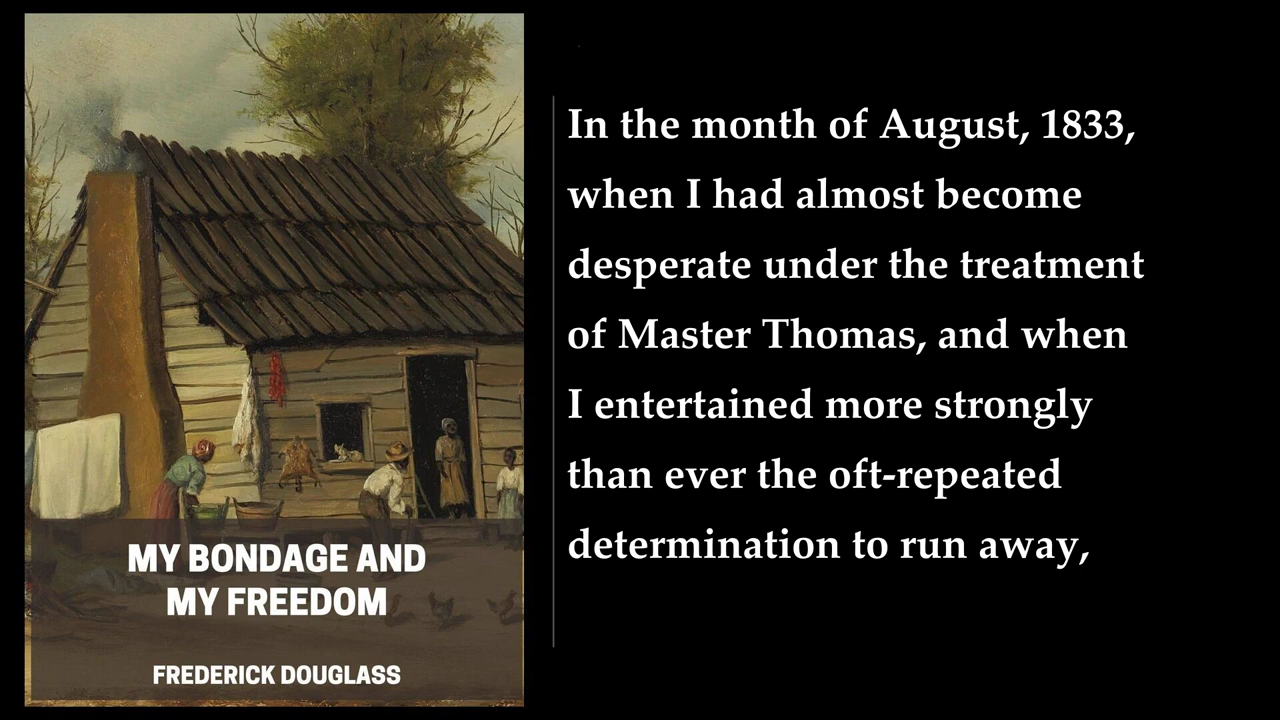 MY BONDAGE AND
MY FREEDOM
FREDERICK DOUGLASS
In the month of August, 1833,
when I had almost become
desperate under the treatment
of Master Thomas, and when
I entertained more strongly
than ever the oft-repeated
determination to run away,